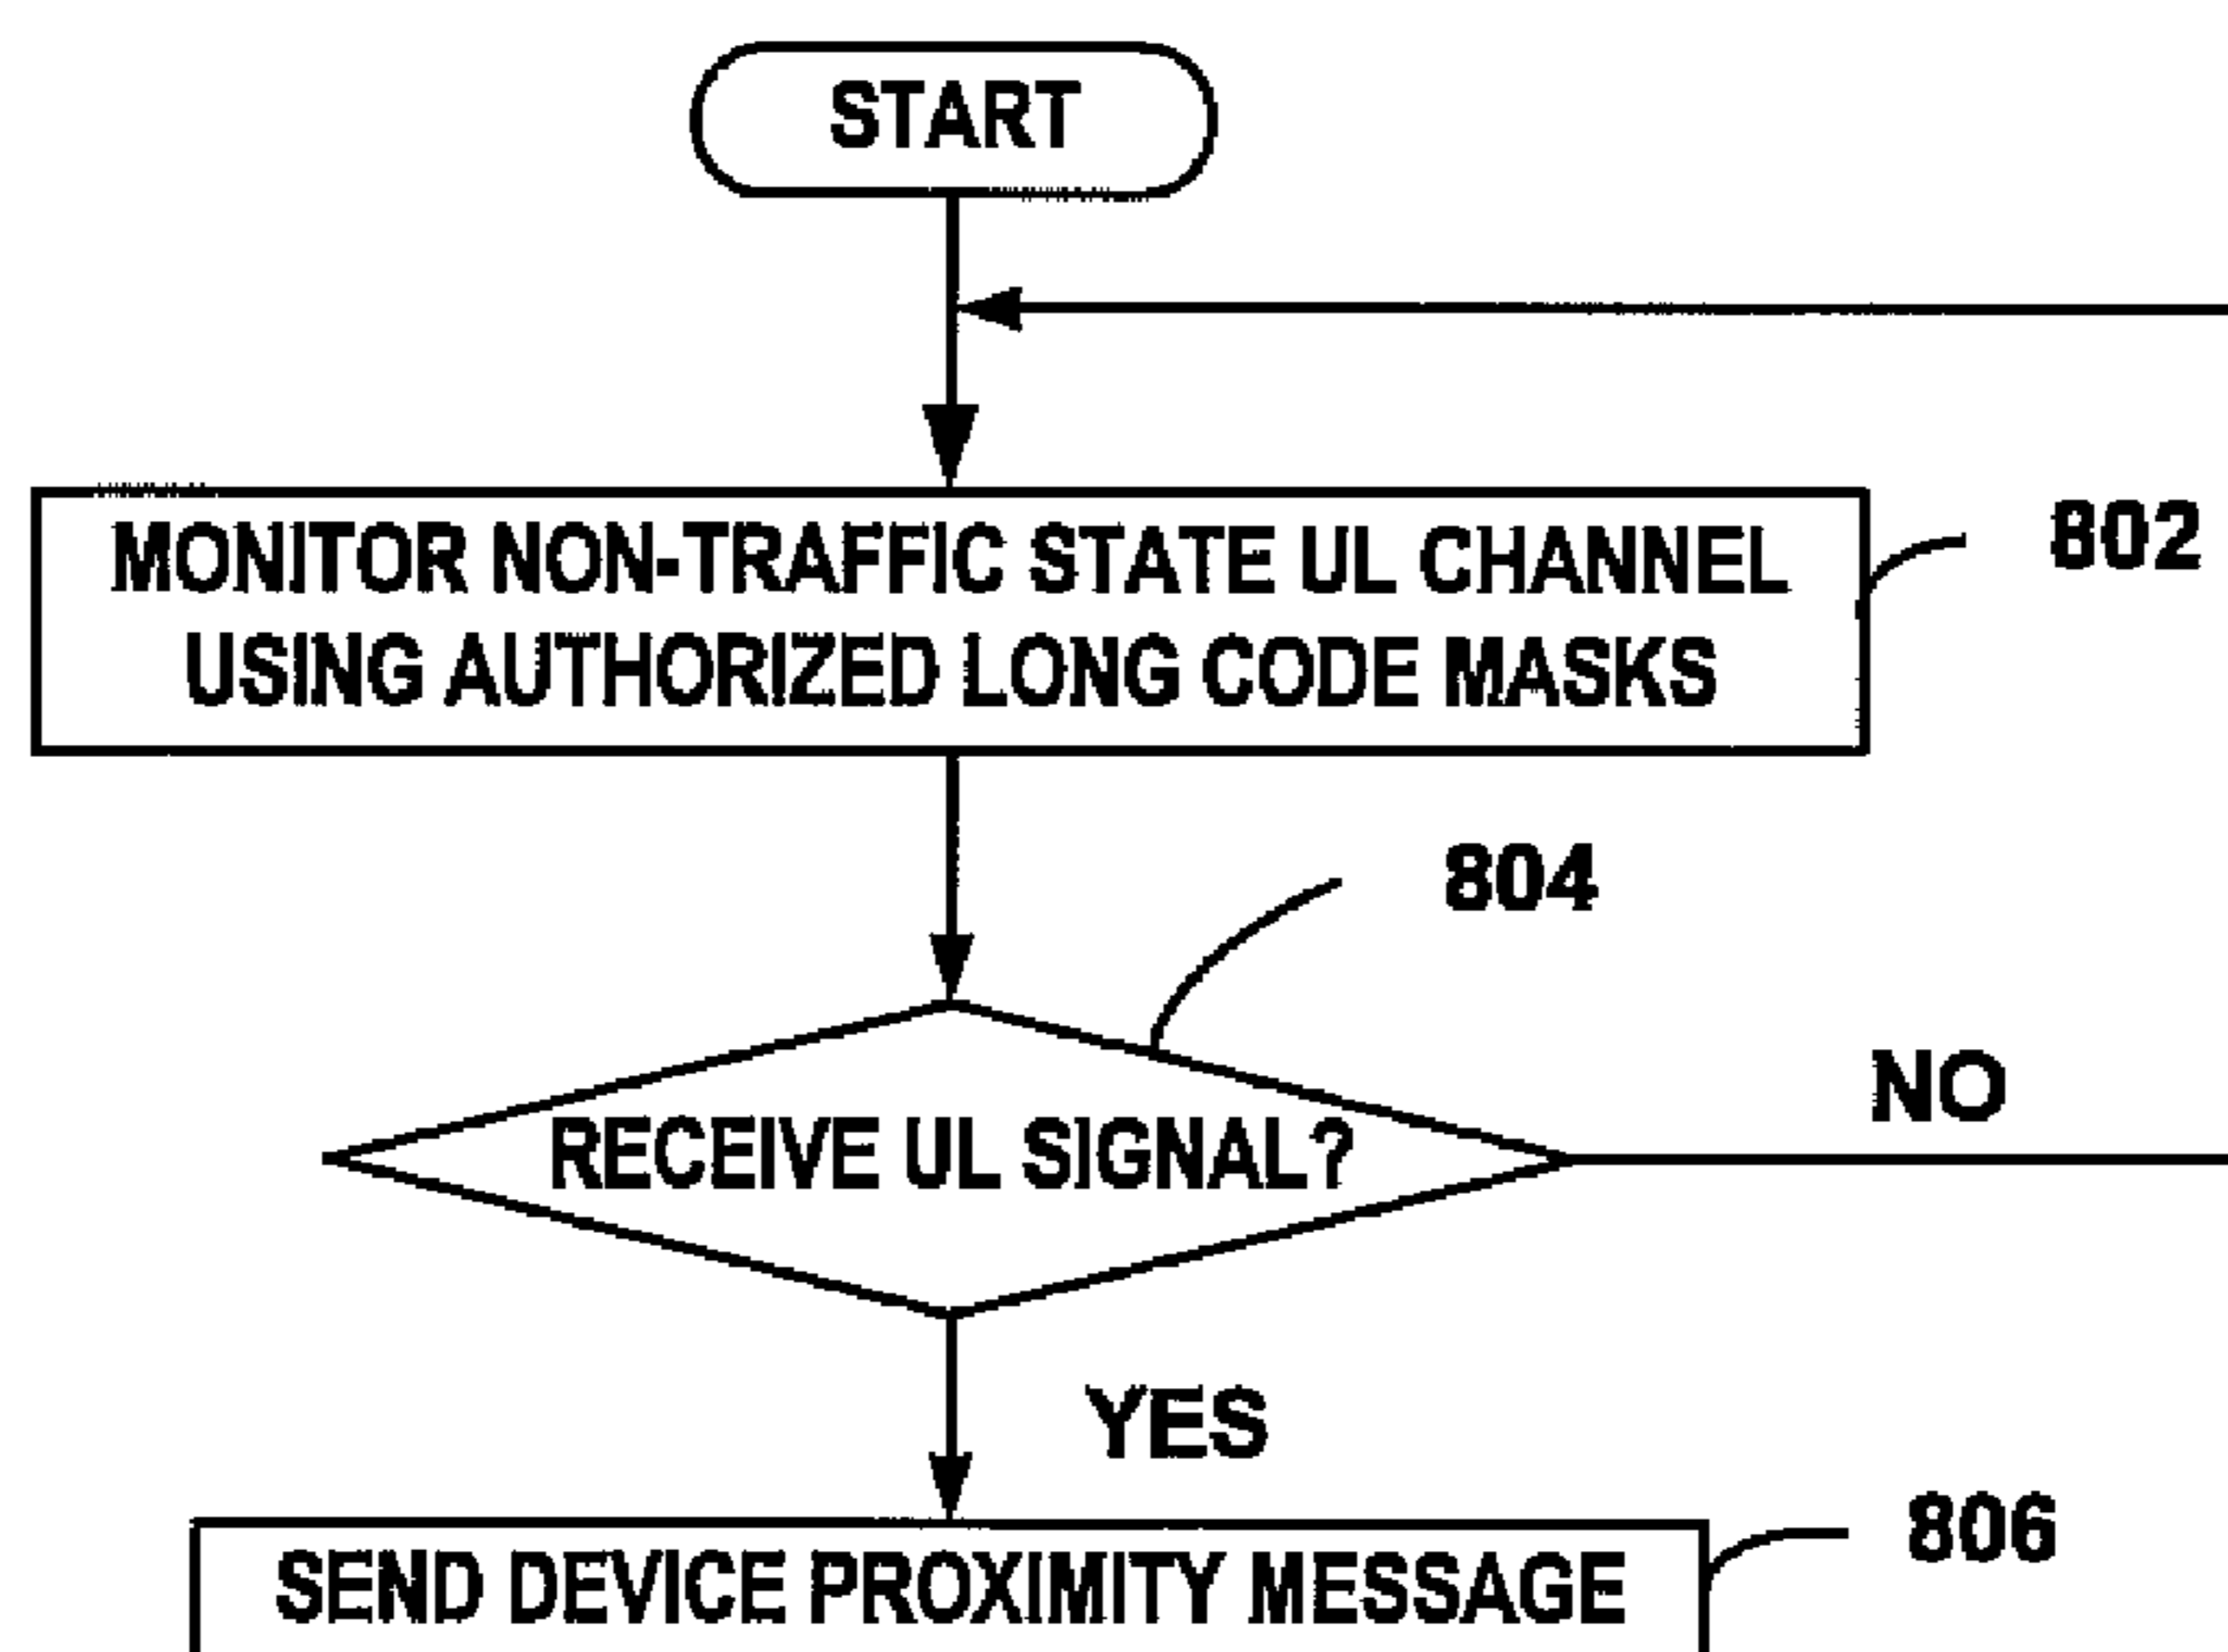 START
MONITOR NON-TRAFFIC STATE UL CHANNEL
USING AUTHORIZED LONG CODE MASKS
802
804
RECEIVE UL SIGNAL?
NO
YES
806
SEND DEVICE PROXIMITY MESSAGE